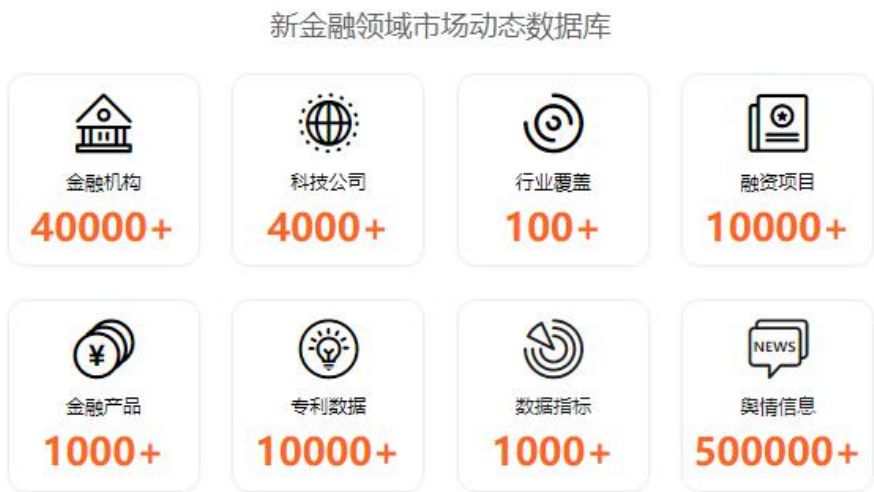 新金融领域市场动态数据库
金融机构
40000+
科技公司
4000+
行业覆盖
100+
融资项目
10000+
¥
金融产品
1000+
专利数据
10000+
数据指标
1000+
NEWS
舆情信息
500000+